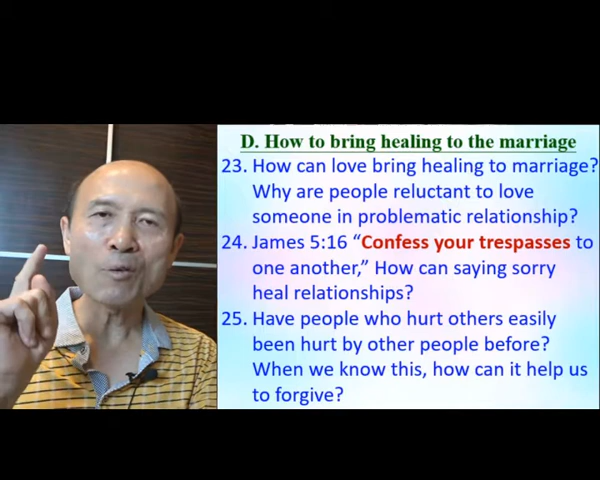 D. How to bring healing to the marriage
23. How can love bring healing to marriage?
Why are people reluctant to love
someone in problematic relationship?
24. James 5:16 “Confess your trespasses to
one another,” How can saying sorry
heal relationships?
25. Have people who hurt others easily
been hurt by other people before?
When we know this, how can it help us
to forgive?